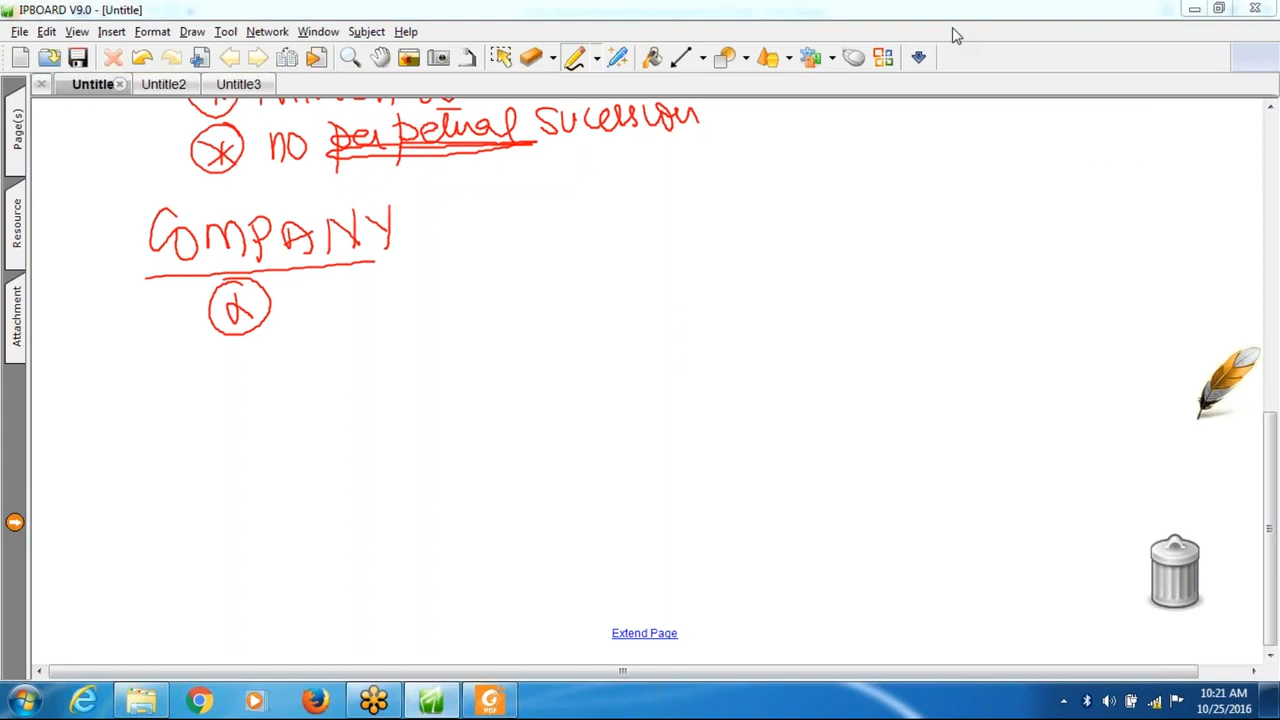 IPBOARD V9.0 - [Untitle]
File Edit View Insert Format Draw Tool Network Window Subject Help
Untitle Untitle2 Untitle3
Page(s)
Resource
Attachment
no perpetual sucession
COMPANY
Extend Page
PDF
10:21 AM
10/25/2016